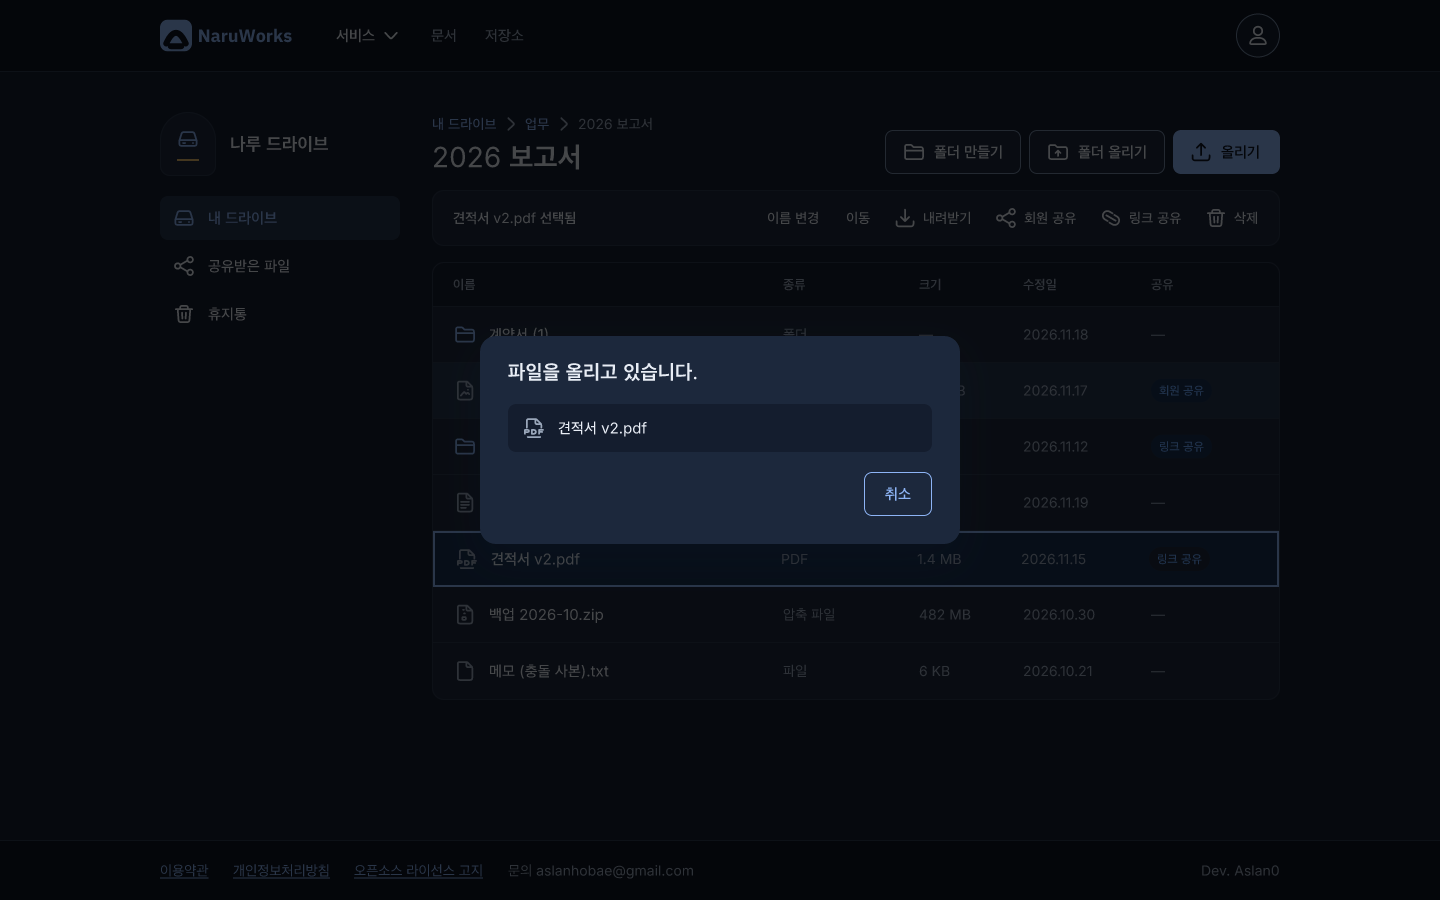 NaruWorks
서비스
문서
저장소
나루 드라이브
내 드라이브
공유받은 파일
휴지통
내 드라이브 업무 2026 보고서
2026 보고서
폴더 만들기
폴더 올리기
올리기
견적서 v2.pdf 선택됨
이름 변경
이동
내려받기
회원 공유
링크 공유
삭제
이름 종류 크기 수정일 공유
계약서 (1) 폴더 — 2026.11.18 —
2026.11.17 회원 공유
2026.11.12 링크 공유
2026.11.19 —
파일을 올리고 있습니다.
PDF 견적서 v2.pdf
취소
PDF 견적서 v2.pdf PDF 1.4 MB 2026.11.15 링크 공유
백업 2026-10.zip 압축 파일 482 MB 2026.10.30 —
메모 (충돌 사본).txt 파일 6 KB 2026.10.21 —
이용약관
개인정보처리방침
오픈소스 라이선스 고지
문의 aslanhobae@gmail.com
Dev. Aslan0